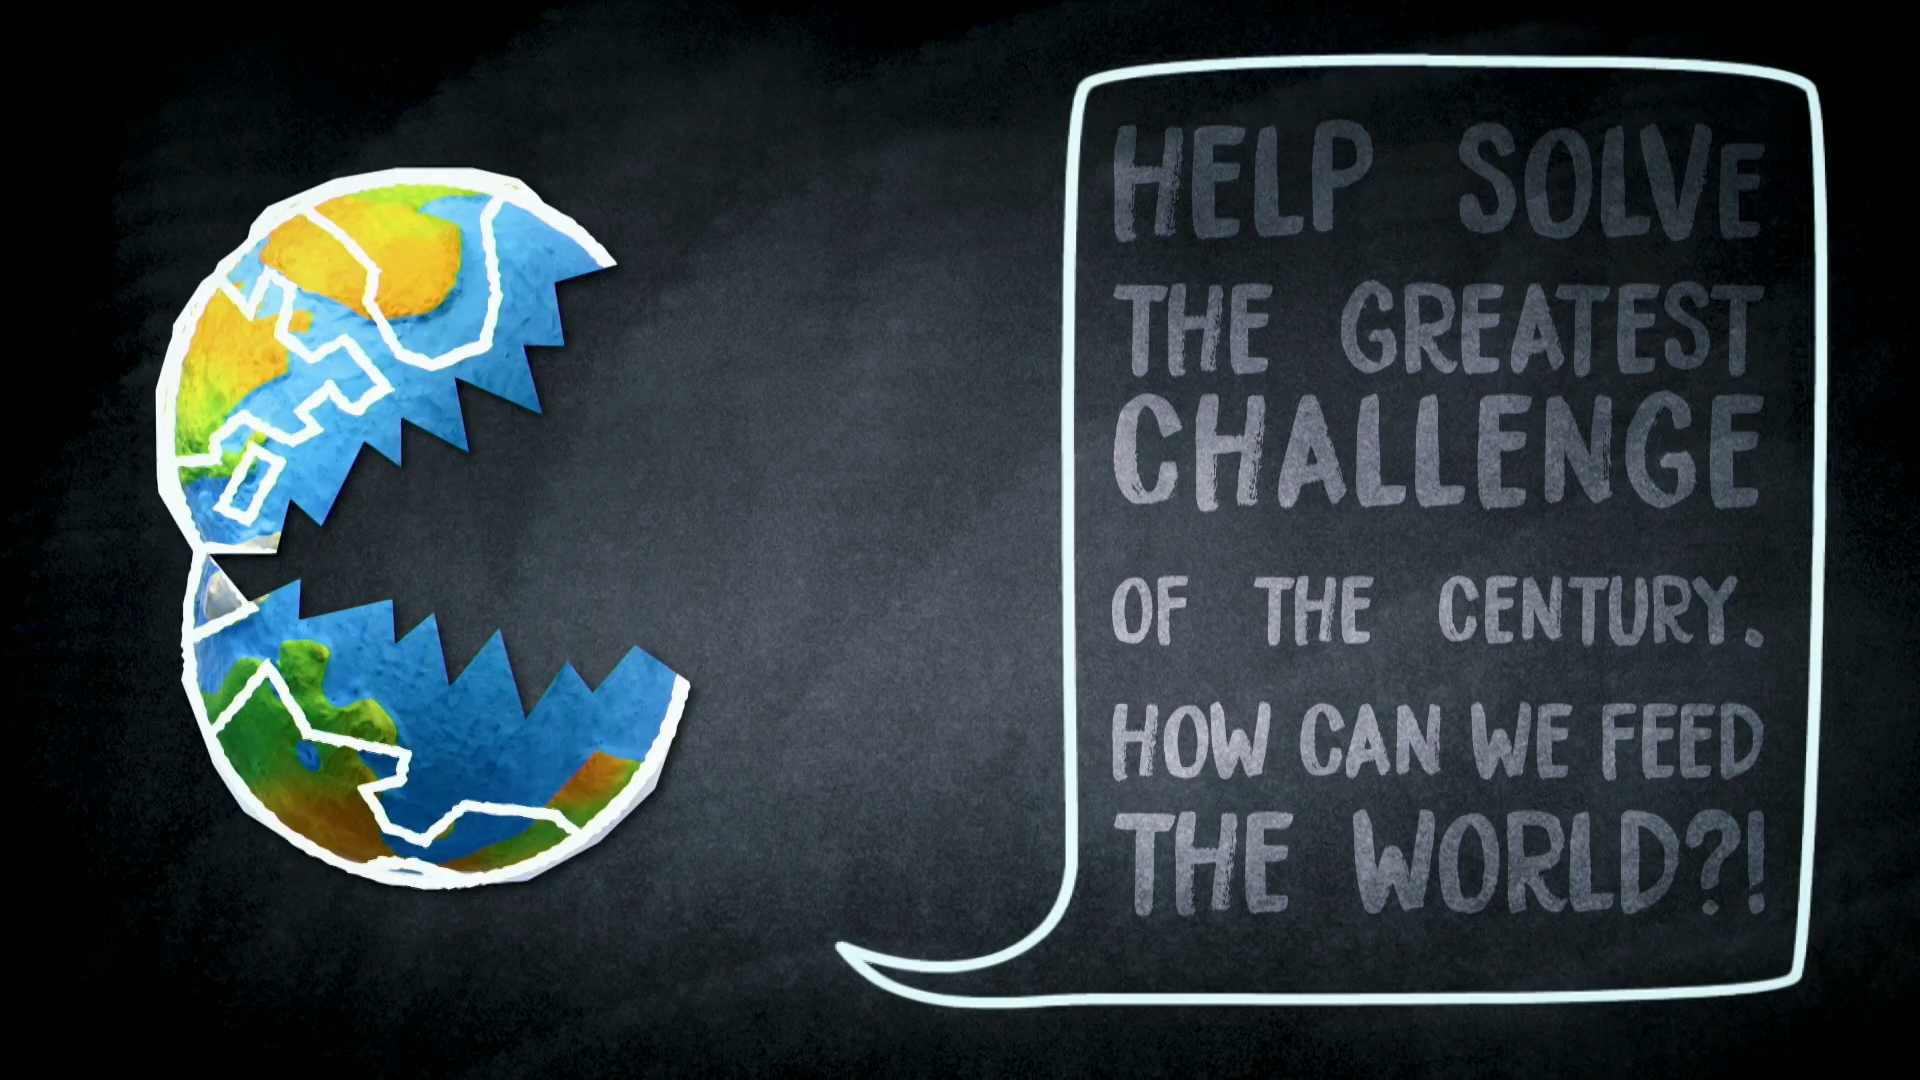 HELP SOLVE
THE GREATEST
CHALLENGE
OF THE CENTURY.
HOW CAN WE FEED
THE WORLD?!